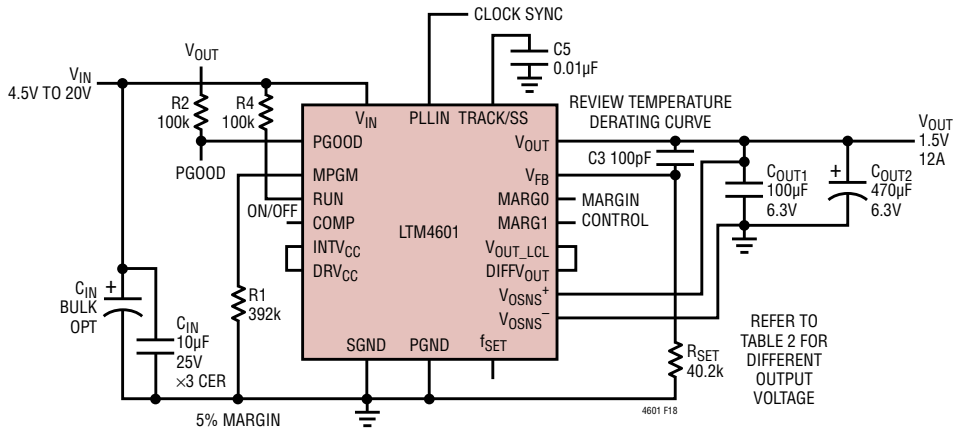 CLOCK SYNC
C5
0.01µF
VOUT
VIN
4.5V TO 20V
R2
100k
R4
100k
REVIEW TEMPERATURE
DERATING CURVE
VIN
PLLIN
TRACK/SS
VOUT
1.5V
12A
PGOOD
VOUT
C3 100pF
PGOOD
MPGM
VFB
COUT1
100µF
6.3V
+
COUT2
470µF
6.3V
RUN
ON/OFF
MARG0
MARGIN
CONTROL
COMP
LTM4601
MARG1
INTVCC
VOUT_LCL
DRVCC
DIFFVOUT
VOSNS+
VOSNS–
CIN
BULK
OPT
+
R1
392k
CIN
10µF
25V
×3 CER
SGND
PGND
fSET
RSET
40.2k
REFER TO
TABLE 2 FOR
DIFFERENT
OUTPUT
VOLTAGE
5% MARGIN
4601 F18